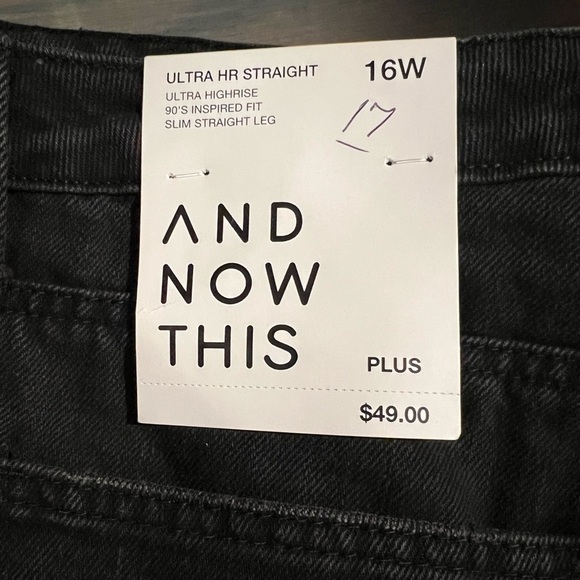 ULTRA HR STRAIGHT
16W
ULTRA HIGHRISE
90'S INSPIRED FIT
SLIM STRAIGHT LEG
17
AND
NOW
THIS
PLUS
$49.00